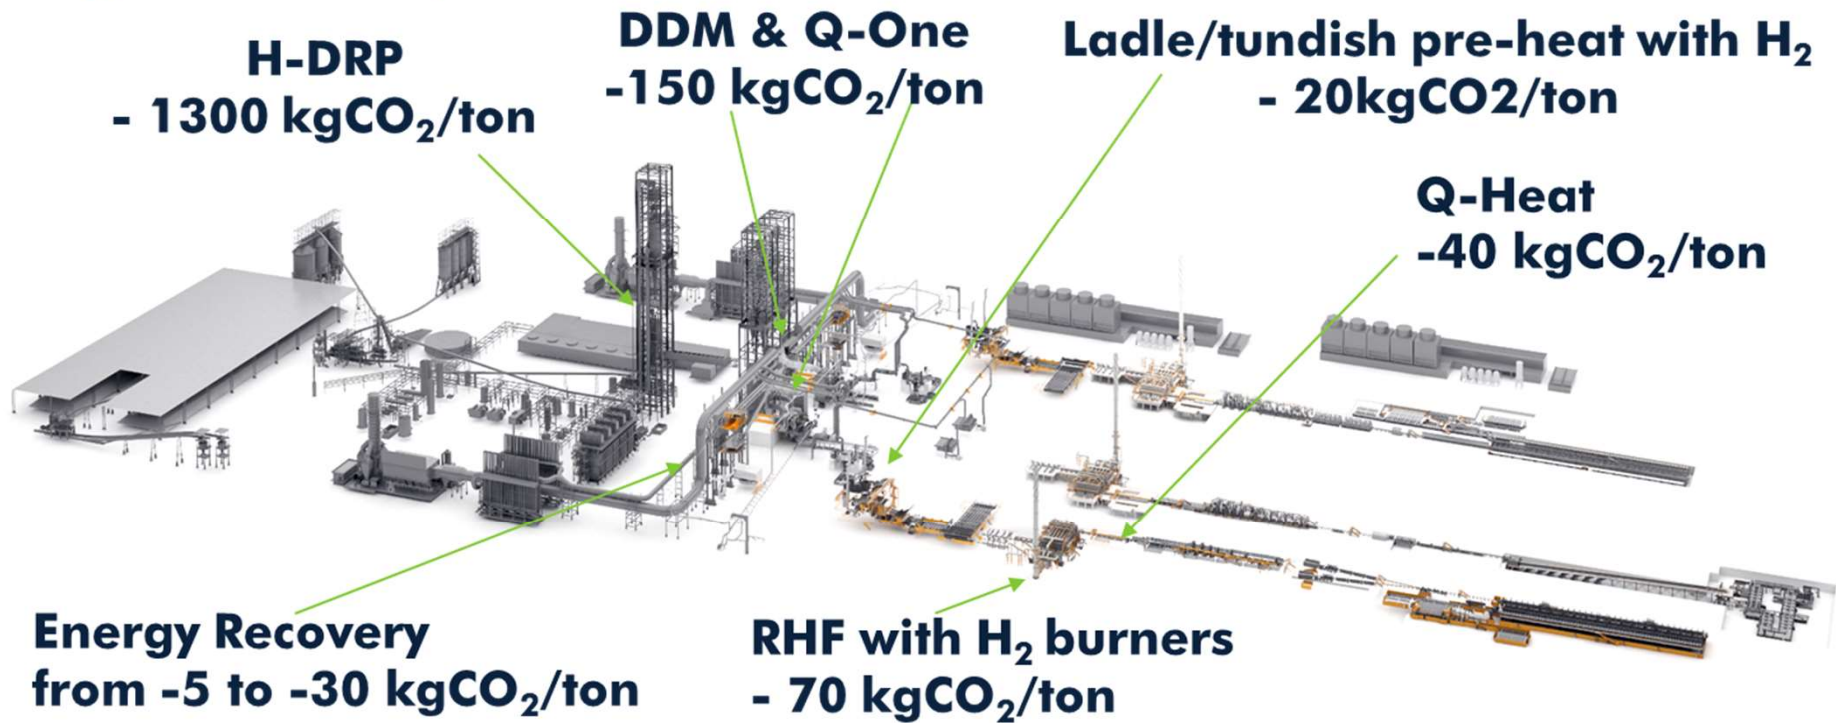 H-DRP
- 1300 kgCO₂/ton
DDM & Q-One
-150 kgCO₂/ton
Ladle/tundish pre-heat with H₂
- 20kgCO2/ton
Q-Heat
-40 kgCO₂/ton
Energy Recovery
from -5 to -30 kgCO₂/ton
RHF with H₂ burners
- 70 kgCO₂/ton